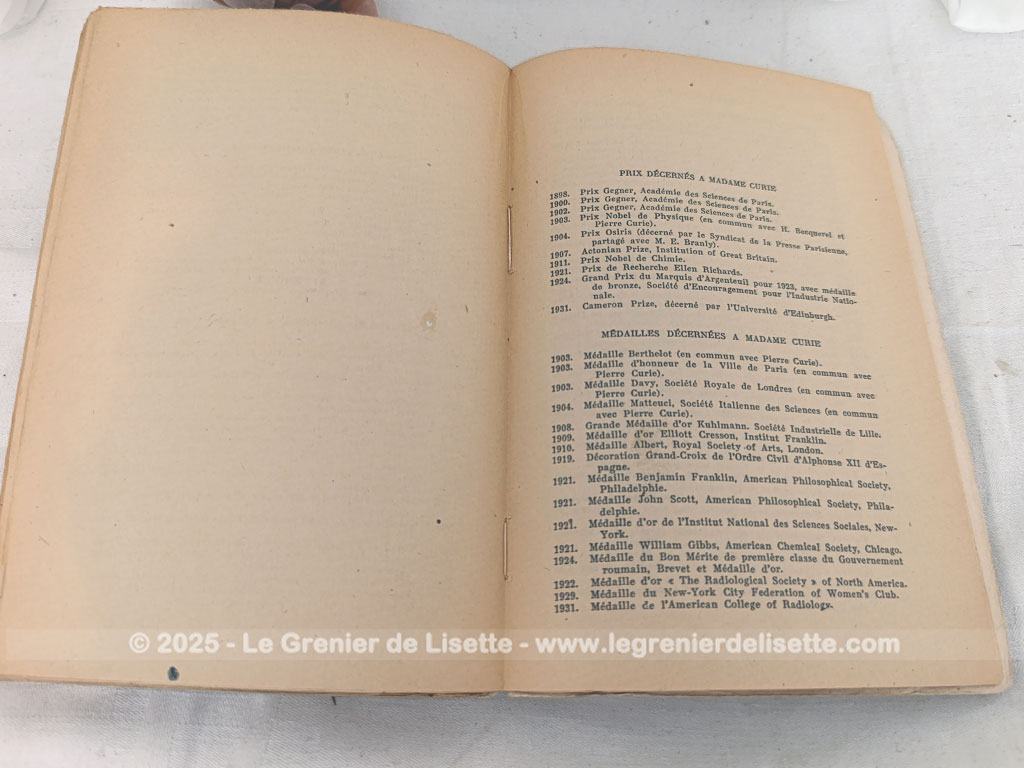 PRIX DÉCERNÉS A MADAME CURIE
1898. Prix Gegner, Académie des Sciences de Paris.
1900. Prix Gegner, Académie des Sciences de Paris.
1902. Prix Gegner, Académie des Sciences de Paris.
1903. Prix Nobel de Physique (en commun avec H. Becquerel et
Pierre Curie).
1904. Prix Osiris (décerné par le Syndicat de la Presse Parisienne,
partagé avec M. E. Branly).
1907. Actonian Prize, Institution of Great Britain.
1911. Prix Nobel de Chimie.
1921. Prix de Recherche Ellen Richards.
1924. Grand Prix du Marquis d'Argenteuil pour 1923, avec médaille
de bronze, Société d'Encouragement pour l'Industrie Natio-
nale.
1931. Cameron Prize, décerné par l'Université d'Edinburgh.
MÉDAILLES DÉCERNÉES A MADAME CURIE
1903. Médaille Berthelot (en commun avec Pierre Curie).
1903. Médaille d'honneur de la Ville de Paris (en commun avec
Pierre Curie).
1903. Médaille Davy, Société Royale de Londres (en commun avec
Pierre Curie).
1904. Médaille Matteuci, Société Italienne des Sciences (en commun
avec Pierre Curie).
1908. Grande Médaille d'or Kuhlmann. Société Industrielle de Lille.
1909. Médaille d'or Elliott Cresson, Institut Franklin.
1910. Médaille Albert, Royal Society of Arts, London.
1919. Décoration Grand-Croix de l'Ordre Civil d'Alphonse XII d'Es-
pagne.
1921. Médaille Benjamin Franklin, American Philosophical Society,
Philadelphie.
1921. Médaille John Scott, American Philosophical Society, Phila-
delphie.
1921. Médaille d'or de l'Institut National des Sciences Sociales, New-
York.
1921. Médaille William Gibbs, American Chemical Society, Chicago.
1924. Médaille du Bon Mérite de première classe du Gouvernement
roumain, Brevet et Médaille d'or.
1922. Médaille d'or « The Radiological Society » of North America.
1929. Médaille du New-York City Federation of Women's Club.
1931. Médaille de l'American College of Radiology.
© 2025 - Le Grenier de Lisette - www.legrenierdelisette.com